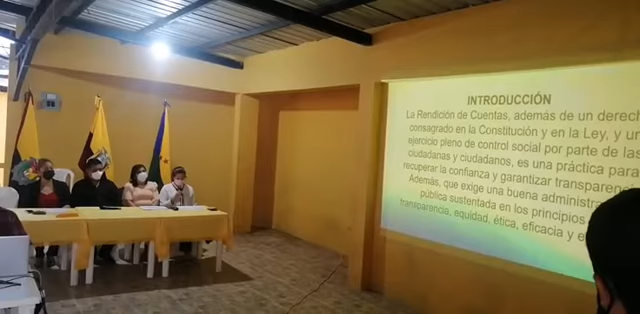 INTRODUCCIÓN
La Rendición de Cuentas, además de un derech
consagrado en la Constitución y en la Ley, y un
ejercicio pleno de control social por parte de las
ciudadanas y ciudadanos, es una práctica para
recuperar la confianza y garantizar transparenc
Además, que exige una buena administra
pública sustentada en los principios
transparencia, equidad, ética, eficacia y e